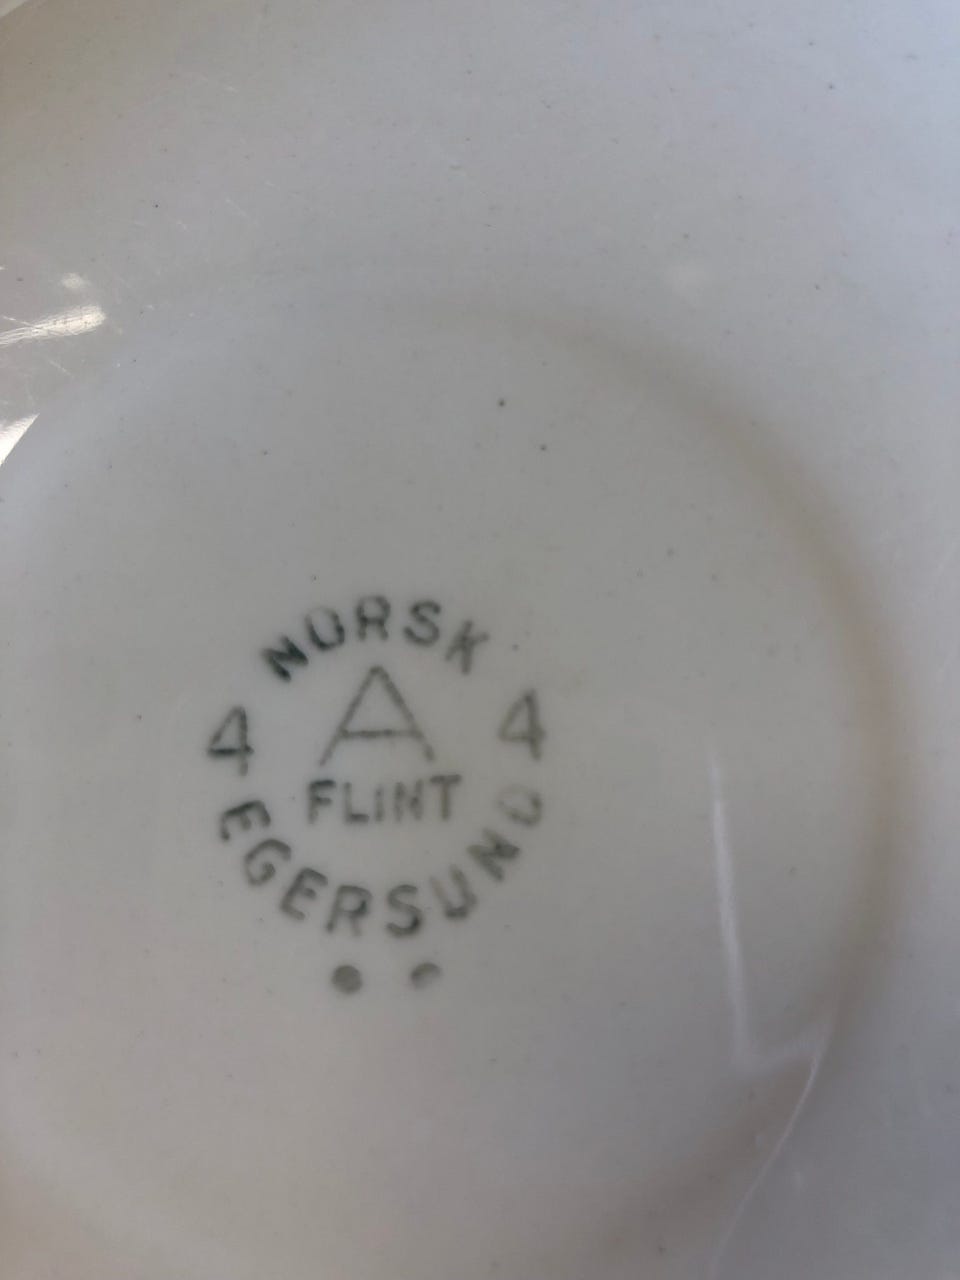 NORSK
4 A 4
FLINT
EGERSUND